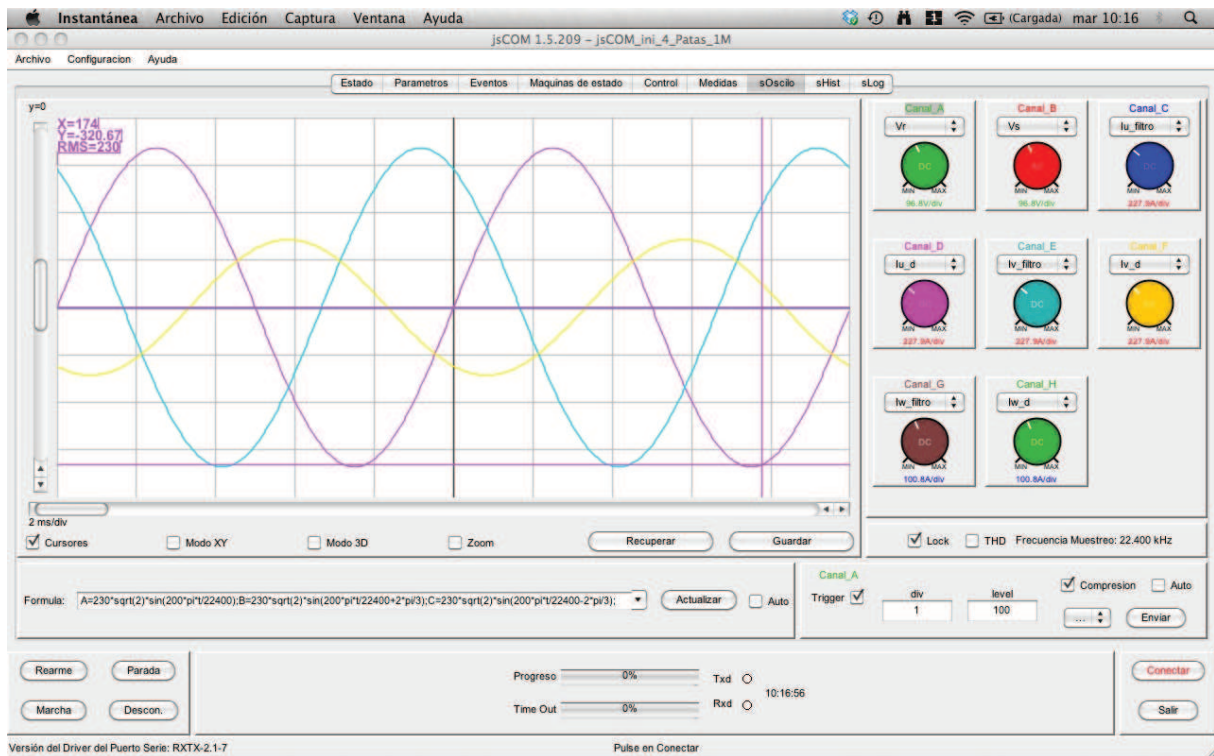 Instantánea Archivo Edición Captura Ventana Ayuda
1 (Cargada) mar 10:16
jsCOM 1.5.209 – jsCOM_ini_4_Patas_1M
Archivo Configuracion Ayuda
Estado Parametros Eventos Maquinas de estado Control Medidas sOscilo sHist sLog
y=0
X=174
Y=-320.67
RMS=230
Canal_A Canal_B Canal_C
Vr Vs Iu_filtro
DC DC
MIN MAX MIN MAX MIN MAX
96.8V/div 96.8V/div 227.9A/div
Canal_D Canal_E Canal_F
Iu_d Iv_filtro Iv_d
DC DC DC
MIN MAX MIN MAX MIN MAX
227.9A/div 227.9A/div 227.9A/div
Canal_G Canal_H
Iw_filtro Iw_d
DC DC
MIN MAX MIN MAX
100.8A/div 100.8A/div
2 ms/div
Cursores Modo XY Modo 3D Zoom Recuperar Guardar
Lock THD Frecuencia Muestreo: 22.400 kHz
Formula: A=230*sqrt(2)*sin(200*pi*t/22400);B=230*sqrt(2)*sin(200*pi*t/22400+2*pi/3);C=230*sqrt(2)*sin(200*pi*t/22400-2*pi/3); Actualizar Auto
Canal_A
Trigger div level Compresion Auto
1 100 ... Enviar
Rearme Parada
Marcha Descon.
Progreso 0% Txd
Time Out 0% Rxd
10:16:56
Conectar
Salir
Versión del Driver del Puerto Serie: RXTX-2.1-7 Pulse en Conectar